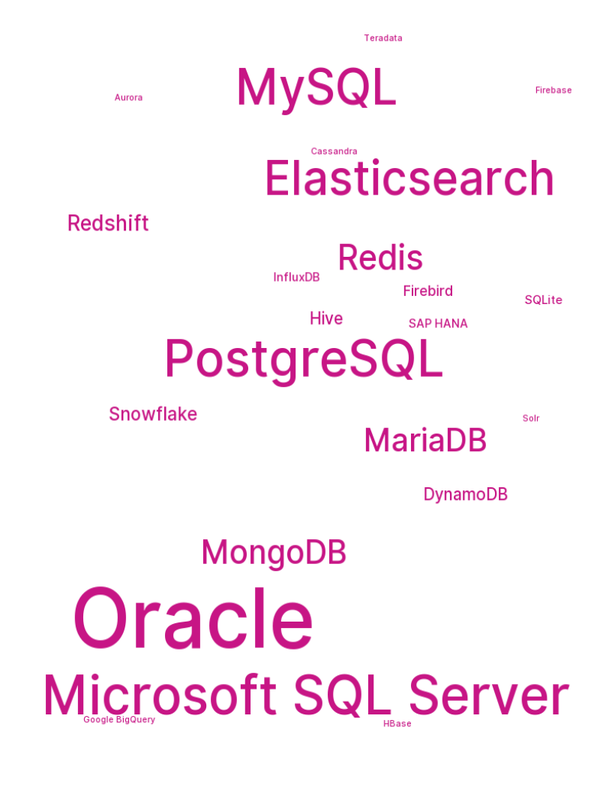 Teradata
MySQL
Firebase
Aurora
Cassandra
Elasticsearch
Redshift
Redis
InfluxDB
Firebird
SQLite
Hive
SAP HANA
PostgreSQL
Snowflake
Solr
MariaDB
DynamoDB
MongoDB
Oracle
Microsoft SQL Server
Google BigQuery
HBase